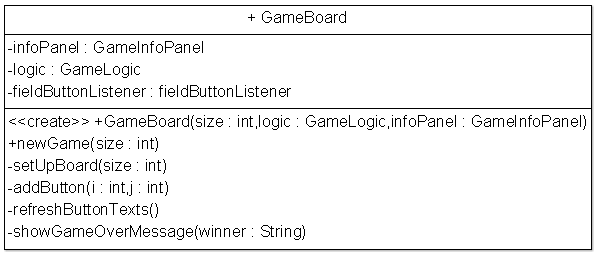 + GameBoard
-infoPanel : GameInfoPanel
-logic : GameLogic
-fieldButtonListener : fieldButtonListener
<<create>> +GameBoard(size : int,logic : GameLogic,infoPanel : GameInfoPanel)
+newGame(size : int)
-setUpBoard(size : int)
-addButton(i : int,j : int)
-refreshButtonTexts()
-showGameOverMessage(winner : String)